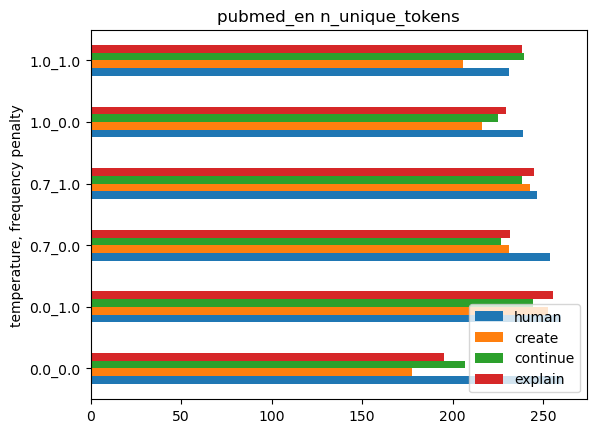 pubmed_en n_unique_tokens
temperature, frequency penalty
1.0_1.0
1.0_0.0
0.7_1.0
0.7_0.0
0.0_1.0
0.0_0.0
human
create
continue
explain
0
50
100
150
200
250